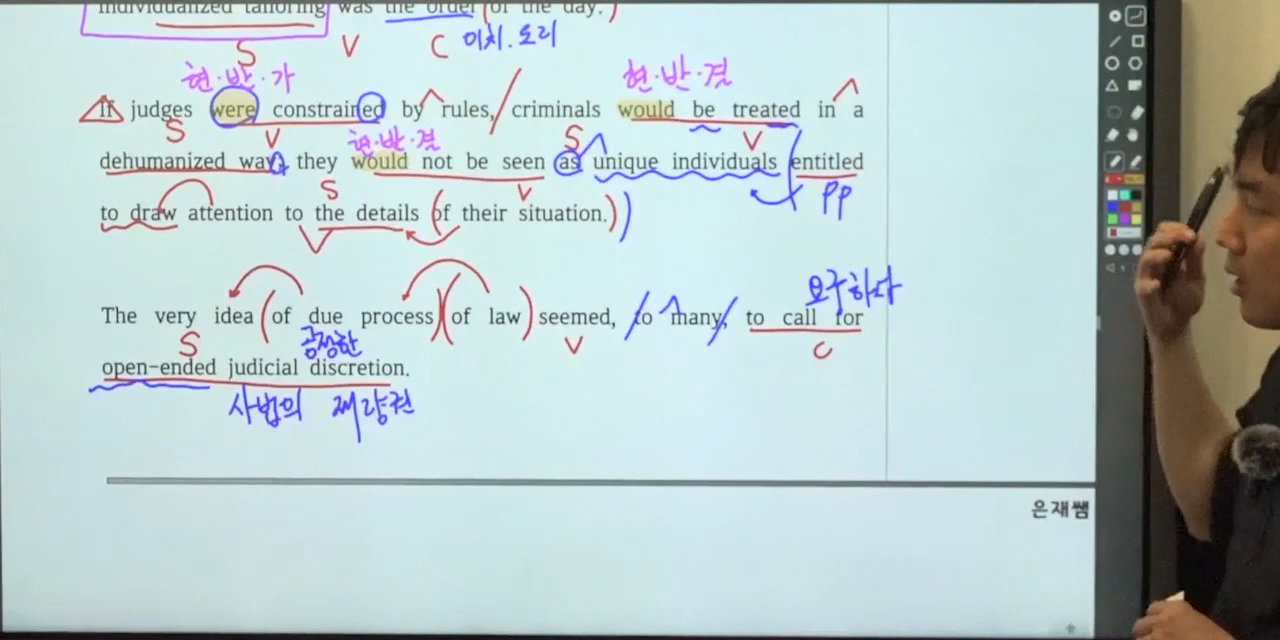 individualized tailoring was the order (of the day.)
S V C 이치.도리
현·반·가 현·반·결
If judges were constrained by rules, / criminals would be treated in a
S V 현·반·결 S V
dehumanized way, they would not be seen as unique individuals entitled
S V PP
to draw attention to the details (of their situation.))
요구하다
The very idea (of due process)(of law) seemed, / to many, / to call for
S 공정한 V C
open-ended judicial discretion.
사법의 재량권
은재쌤